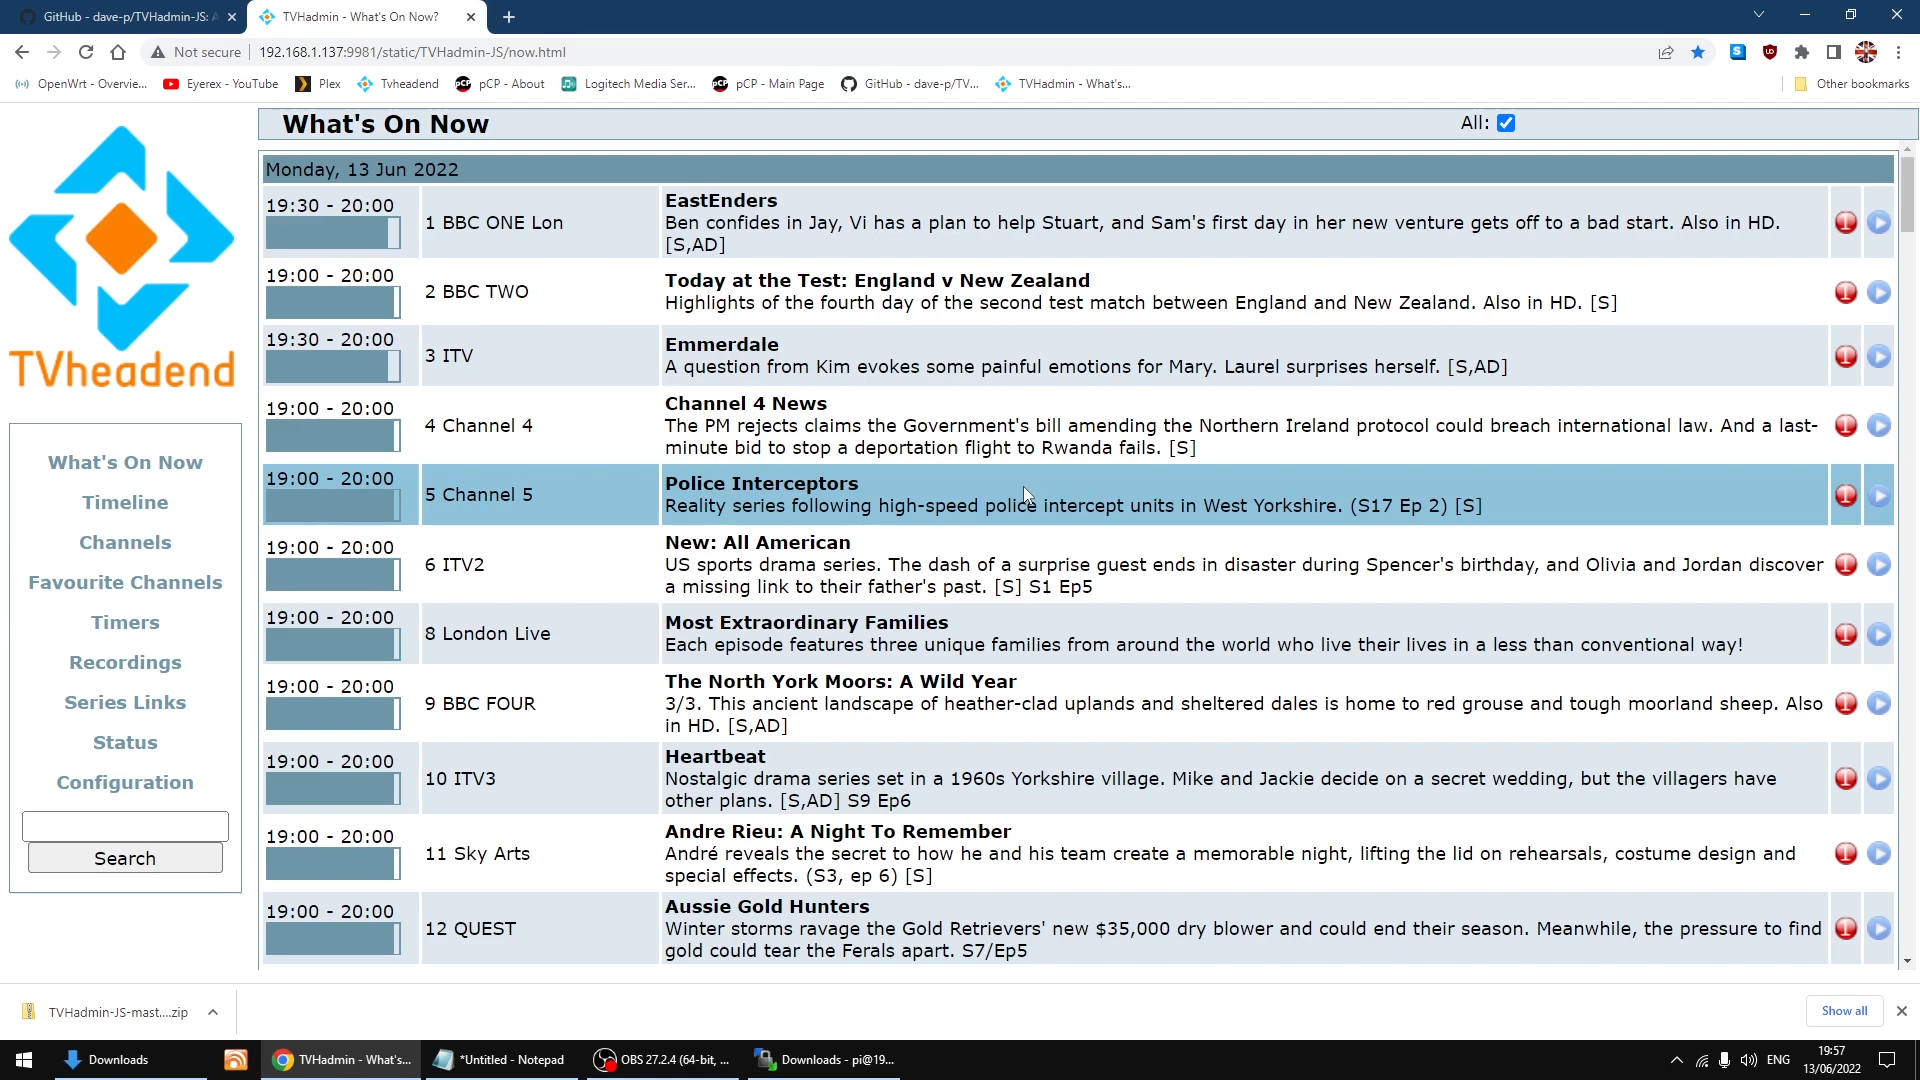 GitHub - dave-p/TVHadmin-JS: A
TVHadmin - What's On Now?
Not secure
192.168.1.137:9981/static/TVHadmin-JS/now.html
OpenWrt - Overvie...
Eyerex - YouTube
Plex
Tvheadend
pCP
pCP - About
Logitech Media Ser...
pCP
pCP - Main Page
GitHub - dave-p/TV...
TVHadmin - What's...
Other bookmarks
What's On Now
All:
TVheadend
What's On Now
Timeline
Channels
Favourite Channels
Timers
Recordings
Series Links
Status
Configuration
Search
Monday, 13 Jun 2022
19:30 - 20:00
1 BBC ONE Lon
EastEnders
Ben confides in Jay, Vi has a plan to help Stuart, and Sam's first day in her new venture gets off to a bad start. Also in HD.
[S,AD]
19:00 - 20:00
2 BBC TWO
Today at the Test: England v New Zealand
Highlights of the fourth day of the second test match between England and New Zealand. Also in HD. [S]
19:30 - 20:00
3 ITV
Emmerdale
A question from Kim evokes some painful emotions for Mary. Laurel surprises herself. [S,AD]
19:00 - 20:00
4 Channel 4
Channel 4 News
The PM rejects claims the Government's bill amending the Northern Ireland protocol could breach international law. And a last-
minute bid to stop a deportation flight to Rwanda fails. [S]
19:00 - 20:00
5 Channel 5
Police Interceptors
Reality series following high-speed police intercept units in West Yorkshire. (S17 Ep 2) [S]
19:00 - 20:00
6 ITV2
New: All American
US sports drama series. The dash of a surprise guest ends in disaster during Spencer's birthday, and Olivia and Jordan discover
a missing link to their father's past. [S] S1 Ep5
19:00 - 20:00
8 London Live
Most Extraordinary Families
Each episode features three unique families from around the world who live their lives in a less than conventional way!
19:00 - 20:00
9 BBC FOUR
The North York Moors: A Wild Year
3/3. This ancient landscape of heather-clad uplands and sheltered dales is home to red grouse and tough moorland sheep. Also
in HD. [S,AD]
19:00 - 20:00
10 ITV3
Heartbeat
Nostalgic drama series set in a 1960s Yorkshire village. Mike and Jackie decide on a secret wedding, but the villagers have
other plans. [S,AD] S9 Ep6
19:00 - 20:00
11 Sky Arts
Andre Rieu: A Night To Remember
André reveals the secret to how he and his team create a memorable night, lifting the lid on rehearsals, costume design and
special effects. (S3, ep 6) [S]
19:00 - 20:00
12 QUEST
Aussie Gold Hunters
Winter storms ravage the Gold Retrievers' new $35,000 dry blower and could end their season. Meanwhile, the pressure to find
gold could tear the Ferals apart. S7/Ep5
TVHadmin-JS-mast....zip
Show all
Downloads
TVHadmin - What's...
*Untitled - Notepad
OBS 27.2.4 (64-bit, ...
Downloads - pi@19...
ENG
19:57
13/06/2022